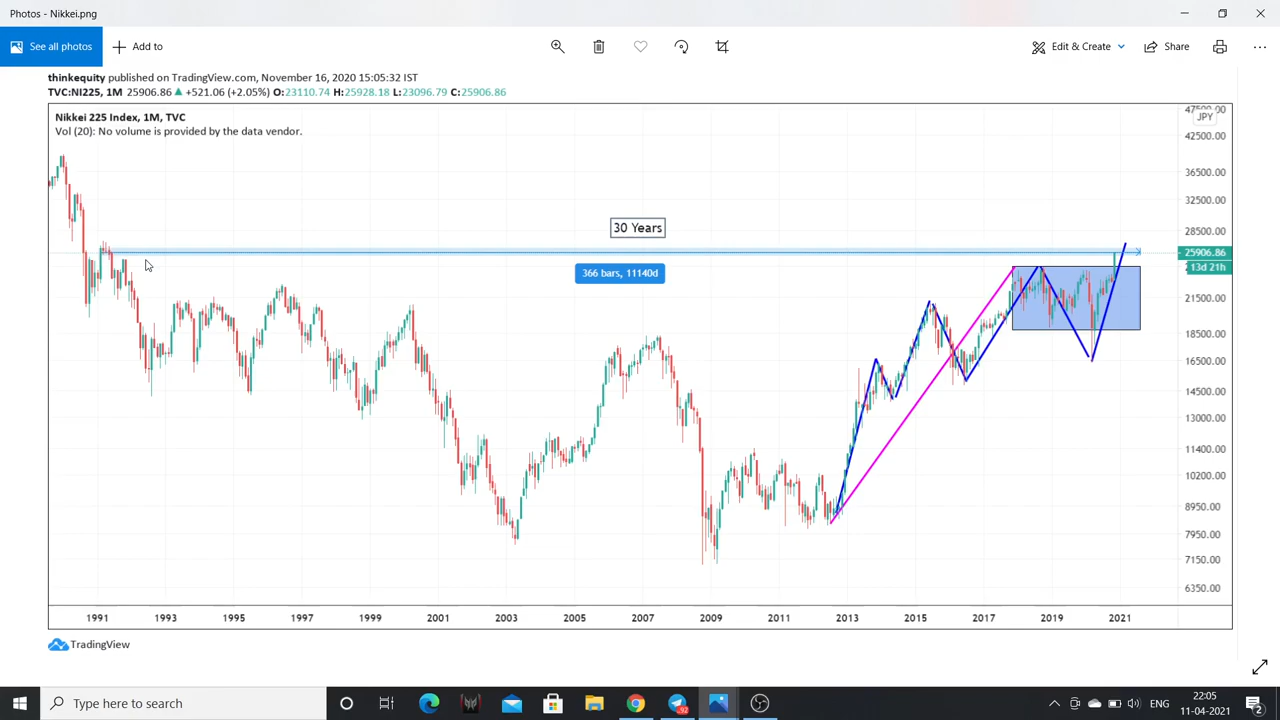 Photos - Nikkei.png
See all photos
Add to
Edit & Create
Share
thinkequity published on TradingView.com, November 16, 2020 15:05:32 IST
TVC:NI225, 1M 25906.86 ▲ +521.06 (+2.05%) O:23110.74 H:25928.18 L:23096.79 C:25906.86
Nikkei 225 Index, 1M, TVC
Vol (20): No volume is provided by the data vendor.
JPY
42500.00
36500.00
32500.00
30 Years
28500.00
25906.86
13d 21h
366 bars, 11140d
21500.00
18500.00
16500.00
14500.00
13000.00
11400.00
10200.00
8950.00
7950.00
7150.00
6350.00
1991 1993 1995 1997 1999 2001 2003 2005 2007 2009 2011 2013 2015 2017 2019 2021
TradingView
Type here to search
92
ENG
22:05
11-04-2021
2